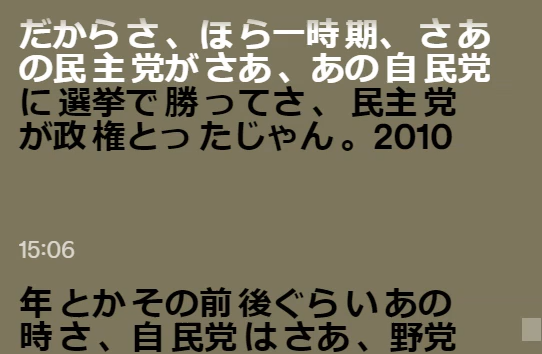 だからさ、ほら一時期、さあ
の民主党がさあ、あの自民党
に選挙で勝ってさ、民主党
が政権とったじゃん。2010
15:06
年とかその前後ぐらいあの
時さ、自民党はさあ、野党